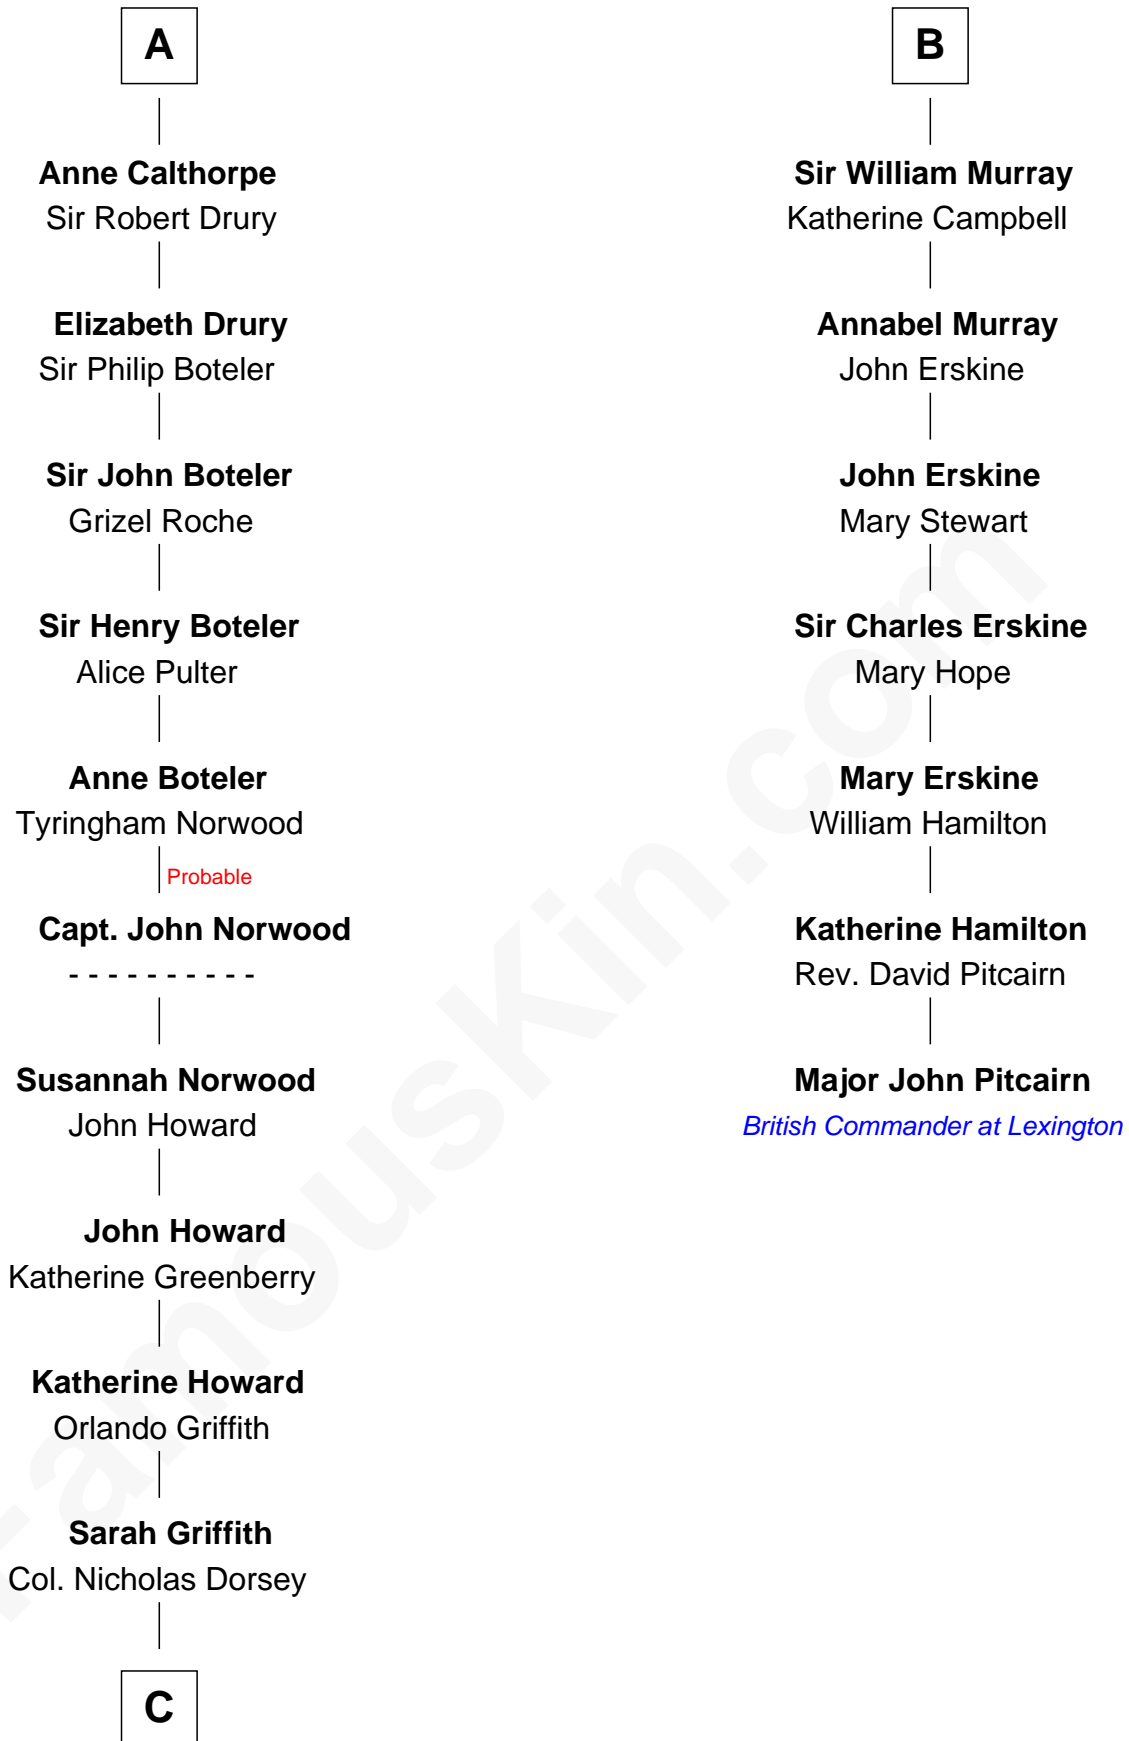 A
Anne Calthorpe
Sir Robert Drury
Elizabeth Drury
Sir Philip Boteler
Sir John Boteler
Grizel Roche
Sir Henry Boteler
Alice Pulter
Anne Boteler
Tyringham Norwood
Probable
Capt. John Norwood
- - - - - - - - - -
Susannah Norwood
John Howard
John Howard
Katherine Greenberry
Katherine Howard
Orlando Griffith
Sarah Griffith
Col. Nicholas Dorsey
C
B
Sir William Murray
Katherine Campbell
Annabel Murray
John Erskine
John Erskine
Mary Stewart
Sir Charles Erskine
Mary Hope
Mary Erskine
William Hamilton
Katherine Hamilton
Rev. David Pitcairn
Major John Pitcairn
British Commander at Lexington
FamousKin.com